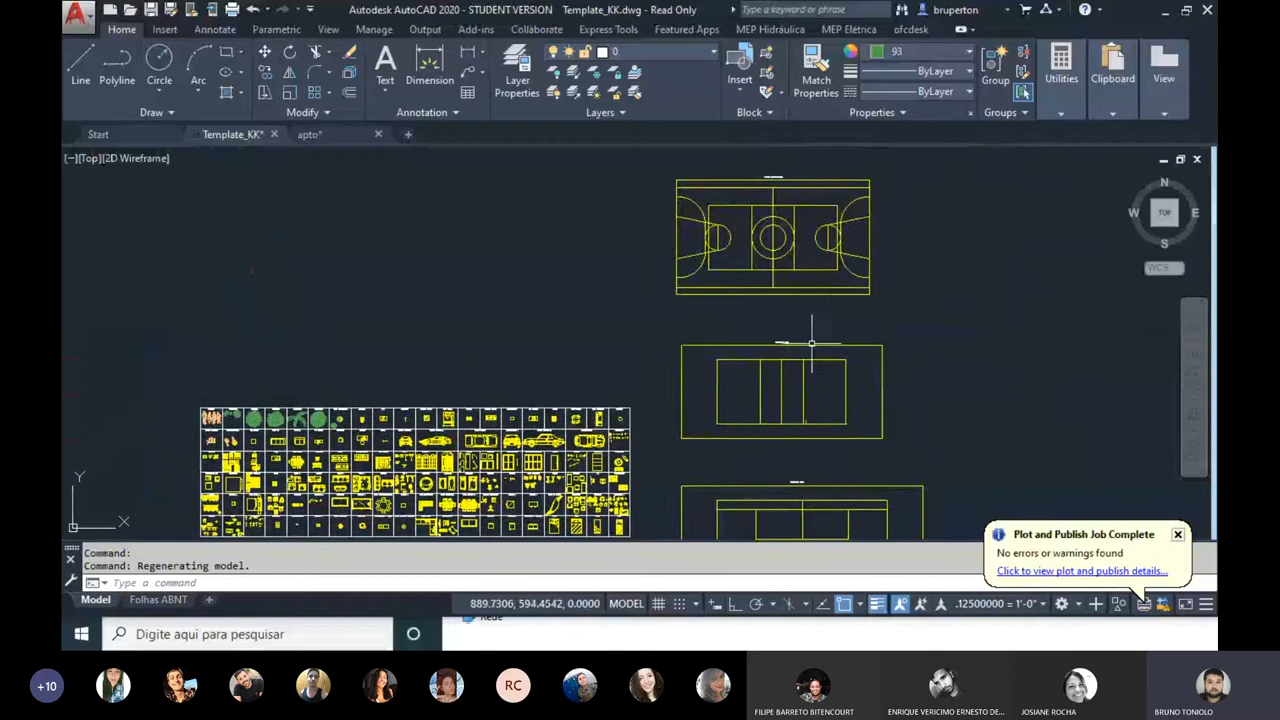 Autodesk AutoCAD 2020 - STUDENT VERSION Template_KK.dwg - Read Only
Type a keyword or phrase
bruperton
Home Insert Annotate Parametric View Manage Output Add-ins Collaborate Express Tools Featured Apps MEP Hidráulica MEP Elétrica ofcdesk
Line Polyline Circle Arc
Text Dimension
Layer Properties
0
Insert
Match Properties
93
ByLayer
ByLayer
Group
Utilities Clipboard View
Draw Modify Annotation Layers Block Properties Groups
Start Template_KK* apto*
[−][Top][2D Wireframe]
N
W TOP E
S
WCS
Y
X
Plot and Publish Job Complete
No errors or warnings found
Click to view plot and publish details...
Command:
Command: Regenerating model.
Type a command
Model Folhas ABNT
889.7306, 594.4542, 0.0000 MODEL .12500000 = 1'-0"
Rede
Digite aqui para pesquisar
+10
RC
FILIPE BARRETO BITENCOURT ENRIQUE VERICIMO ERNESTO DE... JOSIANE ROCHA BRUNO TONIOLO